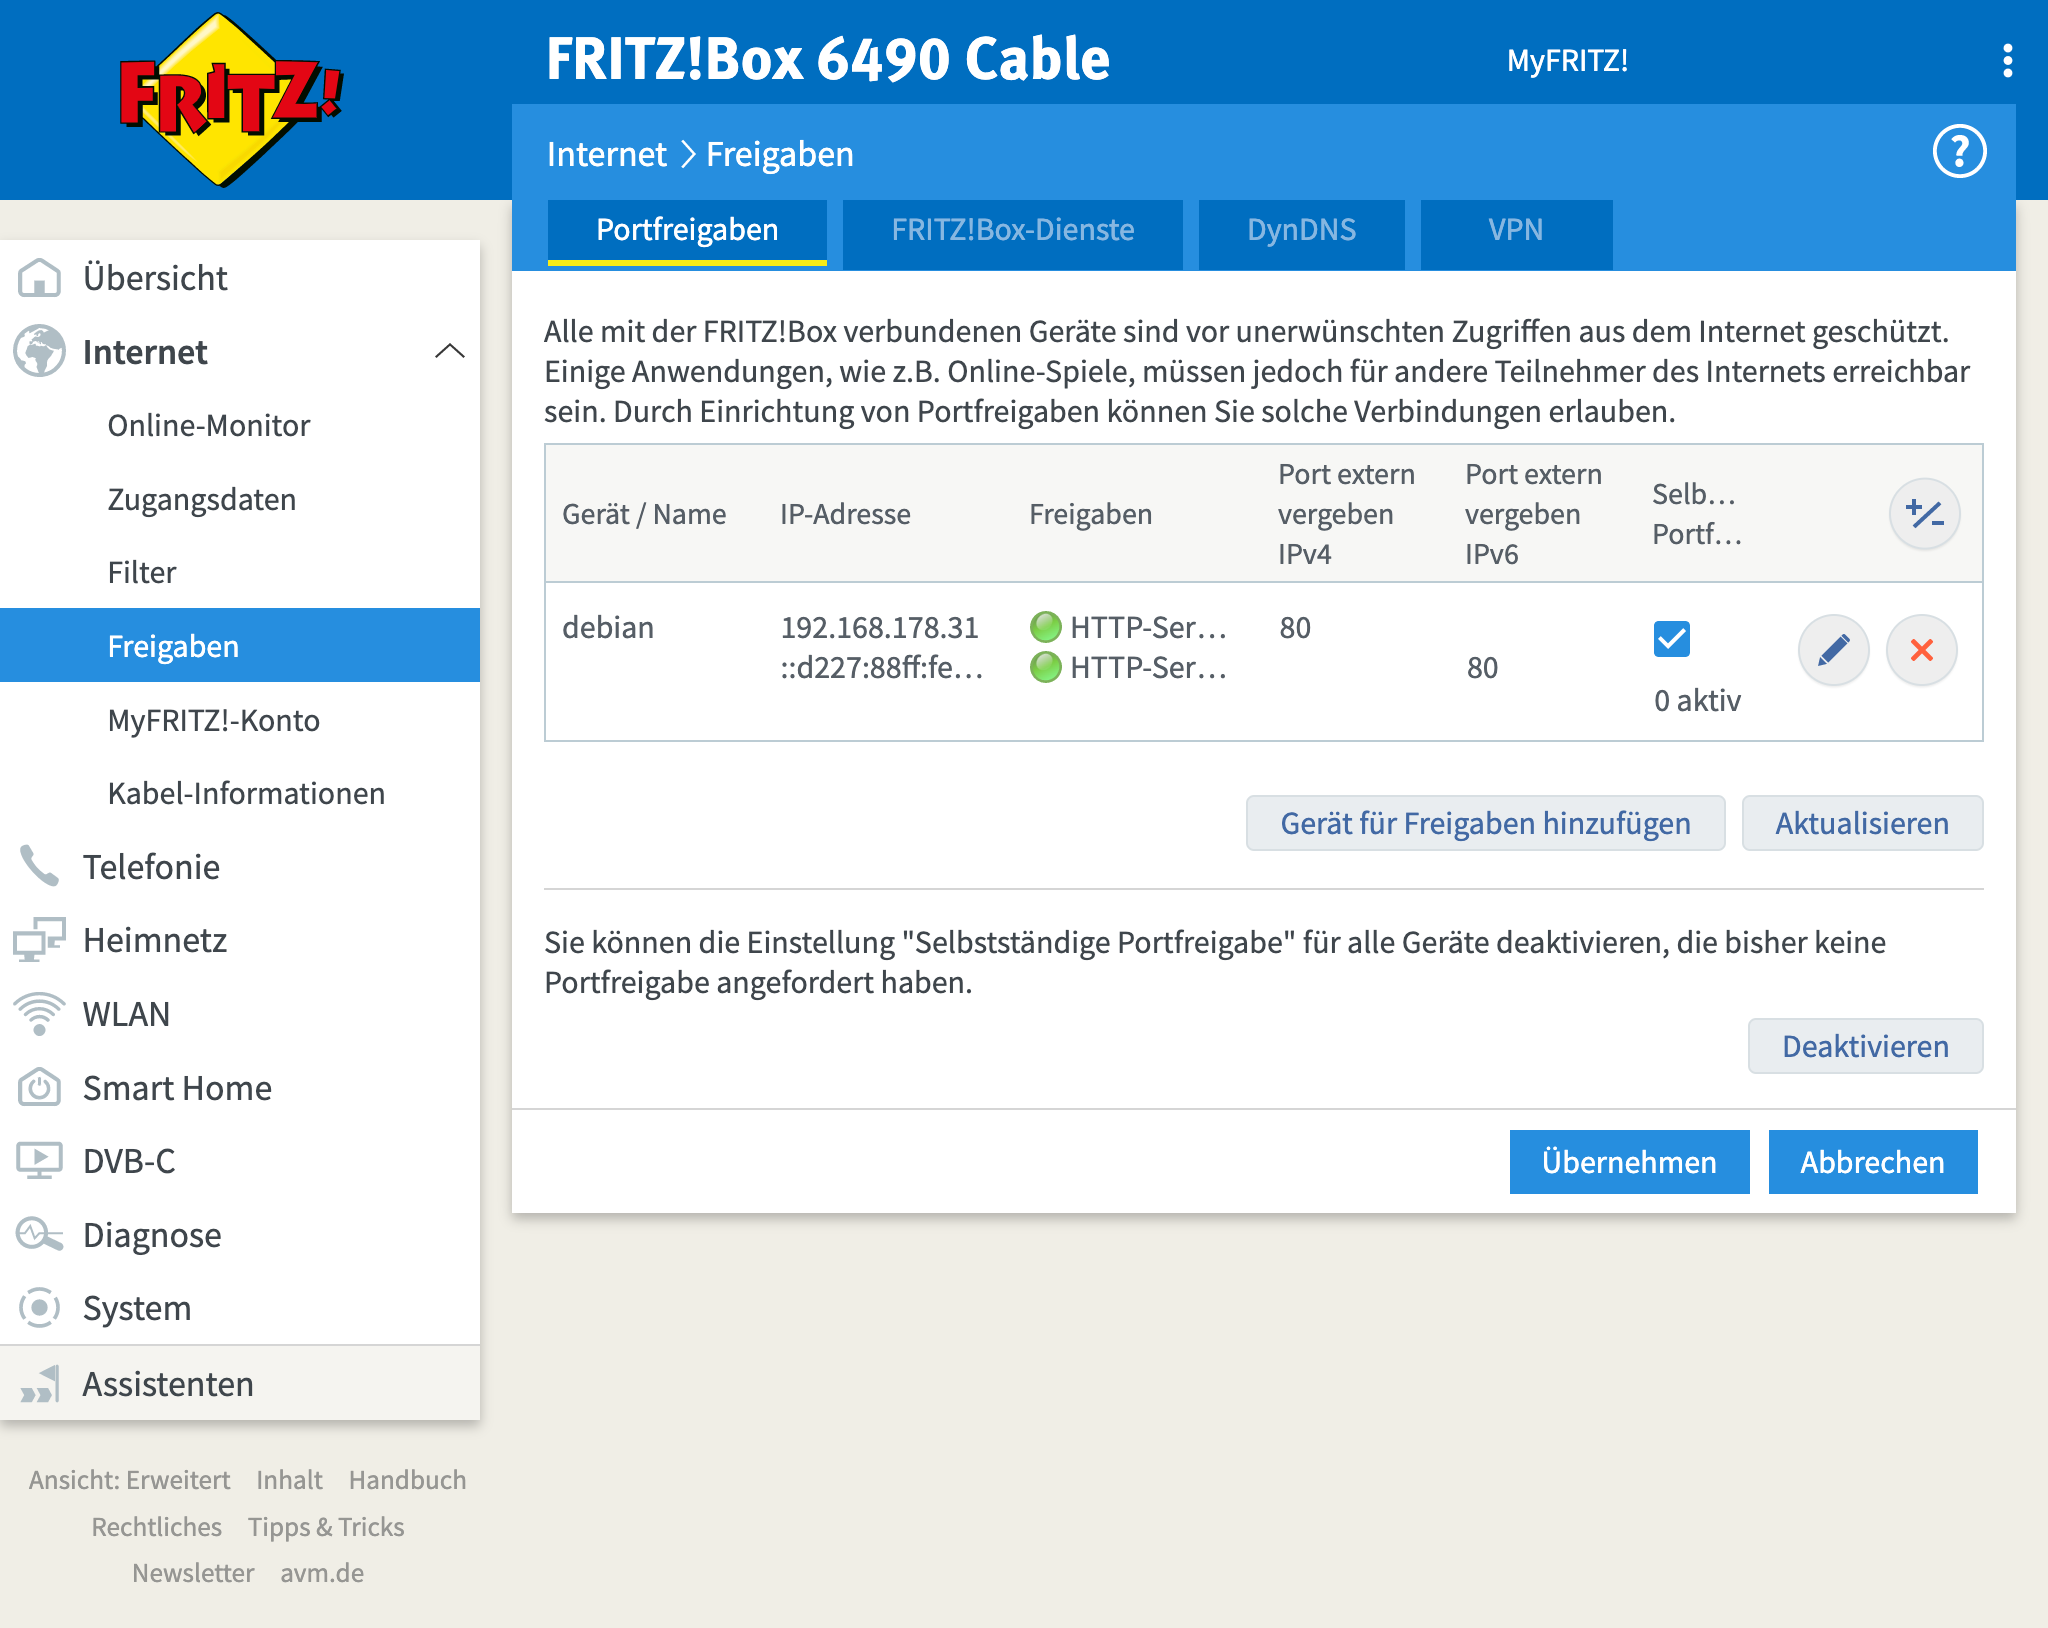 FRITZ!
FRITZ!Box 6490 Cable
MyFRITZ!
Internet > Freigaben
?
Portfreigaben
FRITZ!Box-Dienste
DynDNS
VPN
Übersicht
Internet
Online-Monitor
Zugangsdaten
Filter
Freigaben
MyFRITZ!-Konto
Kabel-Informationen
Telefonie
Heimnetz
WLAN
Smart Home
DVB-C
Diagnose
System
Assistenten
Ansicht: Erweitert Inhalt Handbuch
Rechtliches Tipps & Tricks
Newsletter avm.de
Alle mit der FRITZ!Box verbundenen Geräte sind vor unerwünschten Zugriffen aus dem Internet geschützt.
Einige Anwendungen, wie z.B. Online-Spiele, müssen jedoch für andere Teilnehmer des Internets erreichbar
sein. Durch Einrichtung von Portfreigaben können Sie solche Verbindungen erlauben.
Gerät / Name
IP-Adresse
Freigaben
Port extern
vergeben
IPv4
Port extern
vergeben
IPv6
Selb...
Portf...
debian
192.168.178.31
::d227:88ff:fe...
HTTP-Ser...
HTTP-Ser...
80
80
0 aktiv
Gerät für Freigaben hinzufügen
Aktualisieren
Sie können die Einstellung "Selbstständige Portfreigabe" für alle Geräte deaktivieren, die bisher keine
Portfreigabe angefordert haben.
Deaktivieren
Übernehmen
Abbrechen